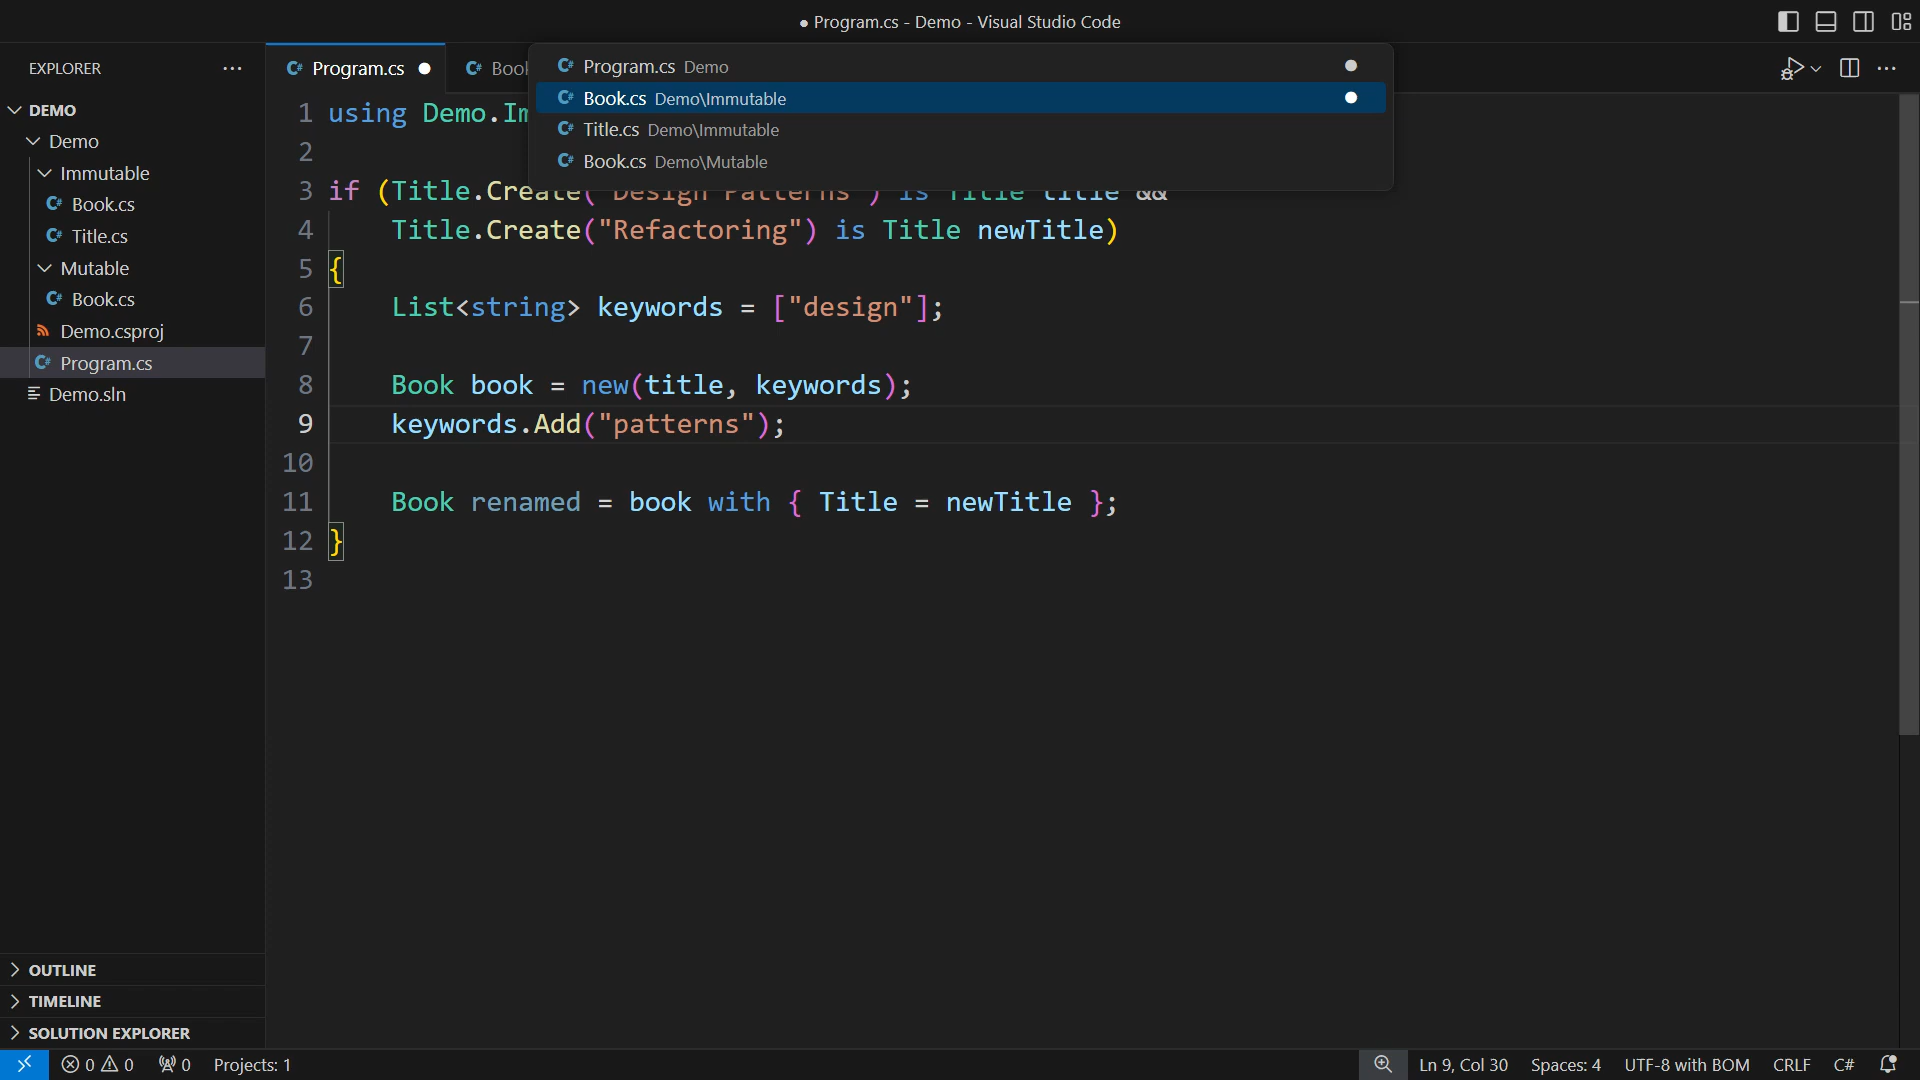 ● Program.cs - Demo - Visual Studio Code
EXPLORER
DEMO
Demo
Immutable
C# Book.cs
C# Title.cs
Mutable
C# Book.cs
Demo.csproj
C# Program.cs
Demo.sln
OUTLINE
TIMELINE
SOLUTION EXPLORER
C# Program.cs ●
C# Book
C# Program.cs Demo
C# Book.cs Demo\Immutable
C# Title.cs Demo\Immutable
C# Book.cs Demo\Mutable
1 using Demo.Im
2
3 if (Title.Create("Design Patterns") is Title title &&
4 Title.Create("Refactoring") is Title newTitle)
5 {
6 List<string> keywords = ["design"];
7
8 Book book = new(title, keywords);
9 keywords.Add("patterns");
10
11 Book renamed = book with { Title = newTitle };
12 }
13
0 0 0 Projects: 1
Ln 9, Col 30 Spaces: 4 UTF-8 with BOM CRLF C#